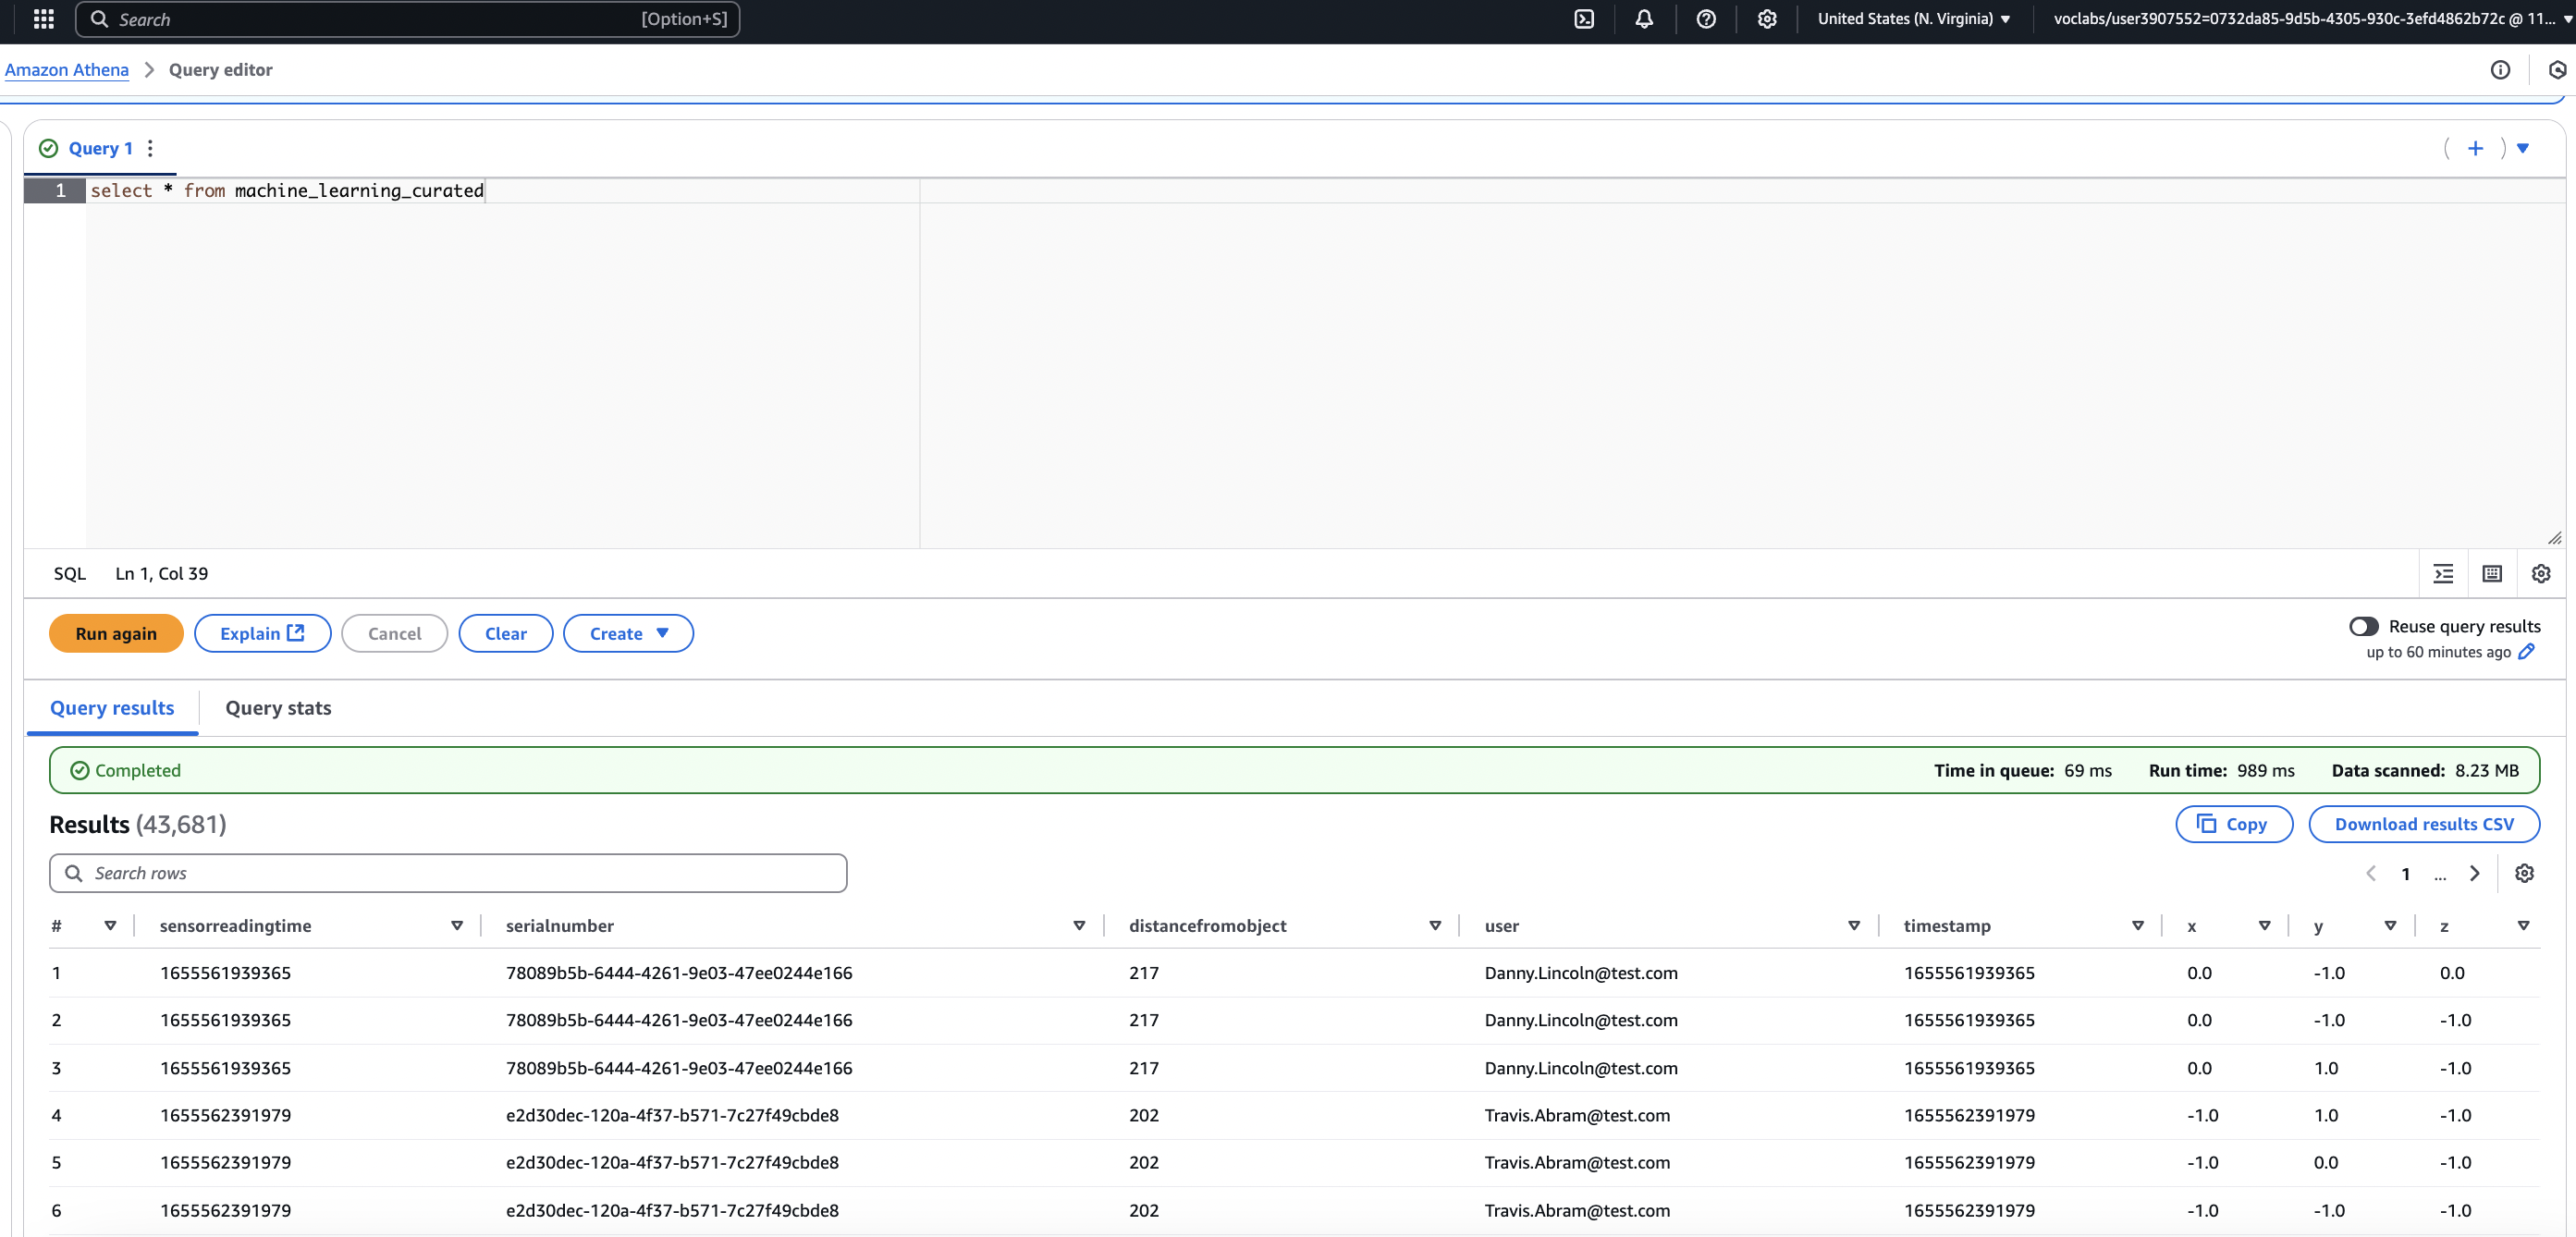 Search [Option+S] United States (N. Virginia) voclabs/user3907552=0732da85-9d5b-4305-930c-3efd4862b72c @ 11...
Amazon Athena Query editor
Query 1
1 select * from machine_learning_curated
SQL Ln 1, Col 39
Run again Explain Cancel Clear Create Reuse query results
up to 60 minutes ago
Query results Query stats
Completed Time in queue: 69 ms Run time: 989 ms Data scanned: 8.23 MB
Results (43,681) Copy Download results CSV
Search rows 1 ...
# sensorreadingtime serialnumber distancefromobject user timestamp x y z
1 1655561939365 78089b5b-6444-4261-9e03-47ee0244e166 217 Danny.Lincoln@test.com 1655561939365 0.0 -1.0 0.0
2 1655561939365 78089b5b-6444-4261-9e03-47ee0244e166 217 Danny.Lincoln@test.com 1655561939365 0.0 -1.0 -1.0
3 1655561939365 78089b5b-6444-4261-9e03-47ee0244e166 217 Danny.Lincoln@test.com 1655561939365 0.0 1.0 -1.0
4 1655562391979 e2d30dec-120a-4f37-b571-7c27f49cbde8 202 Travis.Abram@test.com 1655562391979 -1.0 1.0 -1.0
5 1655562391979 e2d30dec-120a-4f37-b571-7c27f49cbde8 202 Travis.Abram@test.com 1655562391979 -1.0 0.0 -1.0
6 1655562391979 e2d30dec-120a-4f37-b571-7c27f49cbde8 202 Travis.Abram@test.com 1655562391979 -1.0 -1.0 -1.0